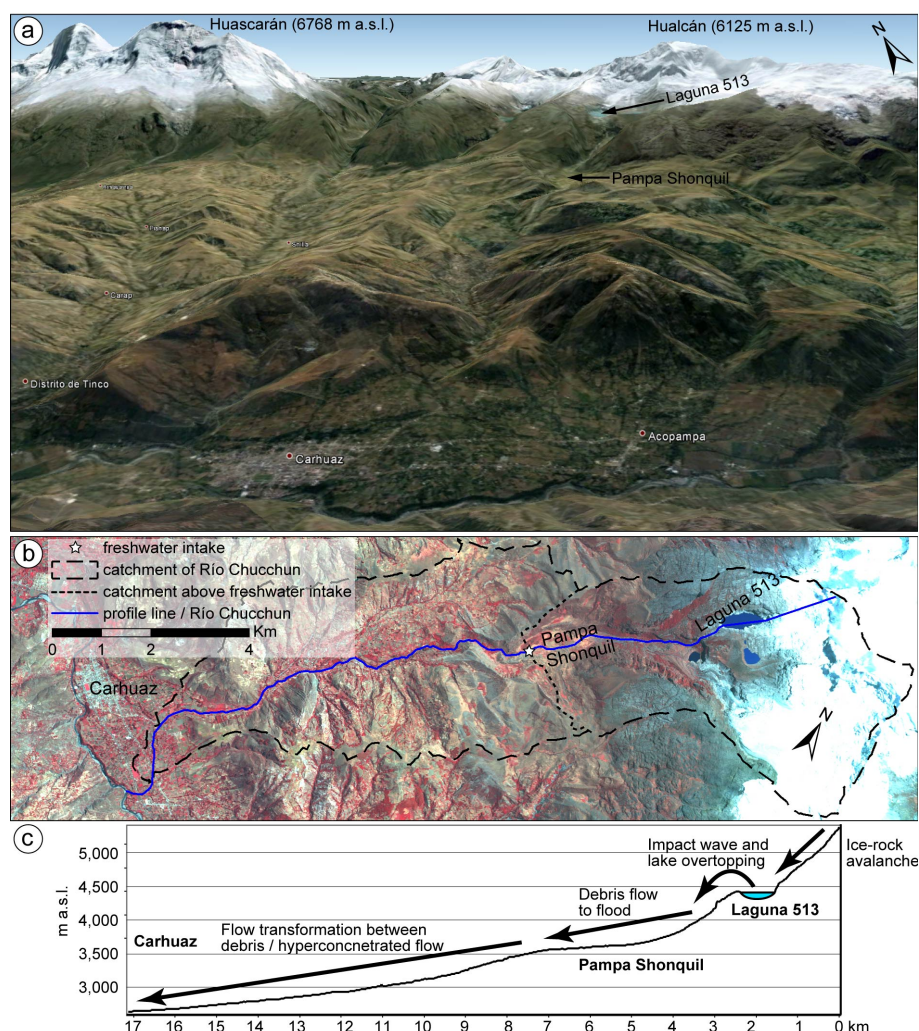 a
Huascarán (6768 m a.s.l.)
Hualcán (6125 m a.s.l.)
N
Laguna 513
Pampa Shonquil
Shilla
Carap
Distrito de Tinco
Acopampa
Carhuaz
b
freshwater intake
catchment of Río Chucchun
catchment above freshwater intake
profile line / Río Chucchun
Km
0 1 2 4
Carhuaz
Pampa
Shonquil
Laguna 513
N
c
m a.s.l.
5,000
4,500
4,000
3,500
3,000
Impact wave and
lake overtopping
Ice-rock
avalanche
Debris flow
to flood
Laguna 513
Flow transformation between
debris / hyperconcnetrated flow
Carhuaz
Pampa Shonquil
17 16 15 14 13 12 11 10 9 8 7 6 5 4 3 2 1 0 km